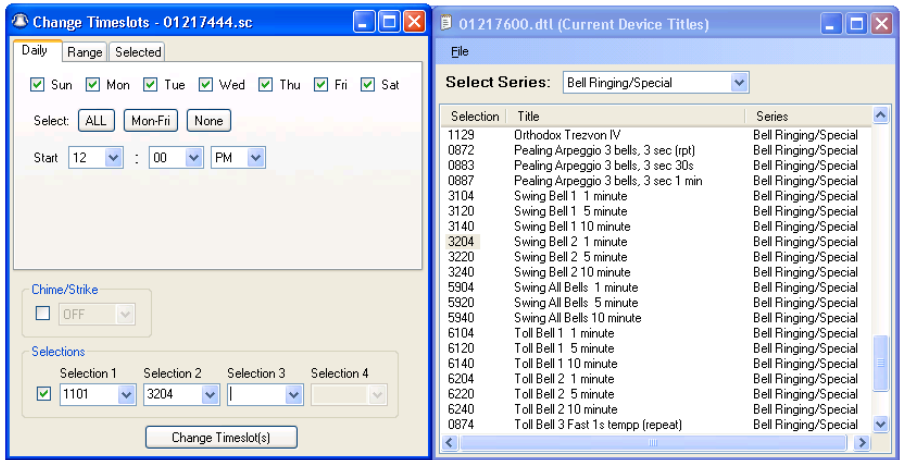 Change Timeslots - 01217444.sc
Daily Range Selected
Sun Mon Tue Wed Thu Fri Sat
Select: ALL Mon-Fri None
Start 12 : 00 PM
Chime/Strike
OFF
Selections
Selection 1 Selection 2 Selection 3 Selection 4
1101 3204
Change Timeslot(s)
01217600.dtl (Current Device Titles)
File
Select Series: Bell Ringing/Special
Selection Title Series
1129 Orthodox Trezvon IV Bell Ringing/Special
0872 Pealing Arpeggio 3 bells, 3 sec (rpt) Bell Ringing/Special
0883 Pealing Arpeggio 3 bells, 3 sec 30s Bell Ringing/Special
0887 Pealing Arpeggio 3 bells, 3 sec 1 min Bell Ringing/Special
3104 Swing Bell 1 1 minute Bell Ringing/Special
3120 Swing Bell 1 5 minute Bell Ringing/Special
3140 Swing Bell 1 10 minute Bell Ringing/Special
3204 Swing Bell 2 1 minute Bell Ringing/Special
3220 Swing Bell 2 5 minute Bell Ringing/Special
3240 Swing Bell 2 10 minute Bell Ringing/Special
5904 Swing All Bells 1 minute Bell Ringing/Special
5920 Swing All Bells 5 minute Bell Ringing/Special
5940 Swing All Bells 10 minute Bell Ringing/Special
6104 Toll Bell 1 1 minute Bell Ringing/Special
6120 Toll Bell 1 5 minute Bell Ringing/Special
6140 Toll Bell 1 10 minute Bell Ringing/Special
6204 Toll Bell 2 1 minute Bell Ringing/Special
6220 Toll Bell 2 5 minute Bell Ringing/Special
6240 Toll Bell 2 10 minute Bell Ringing/Special
0874 Toll Bell 3 Fast 1s tempp (repeat) Bell Ringing/Special